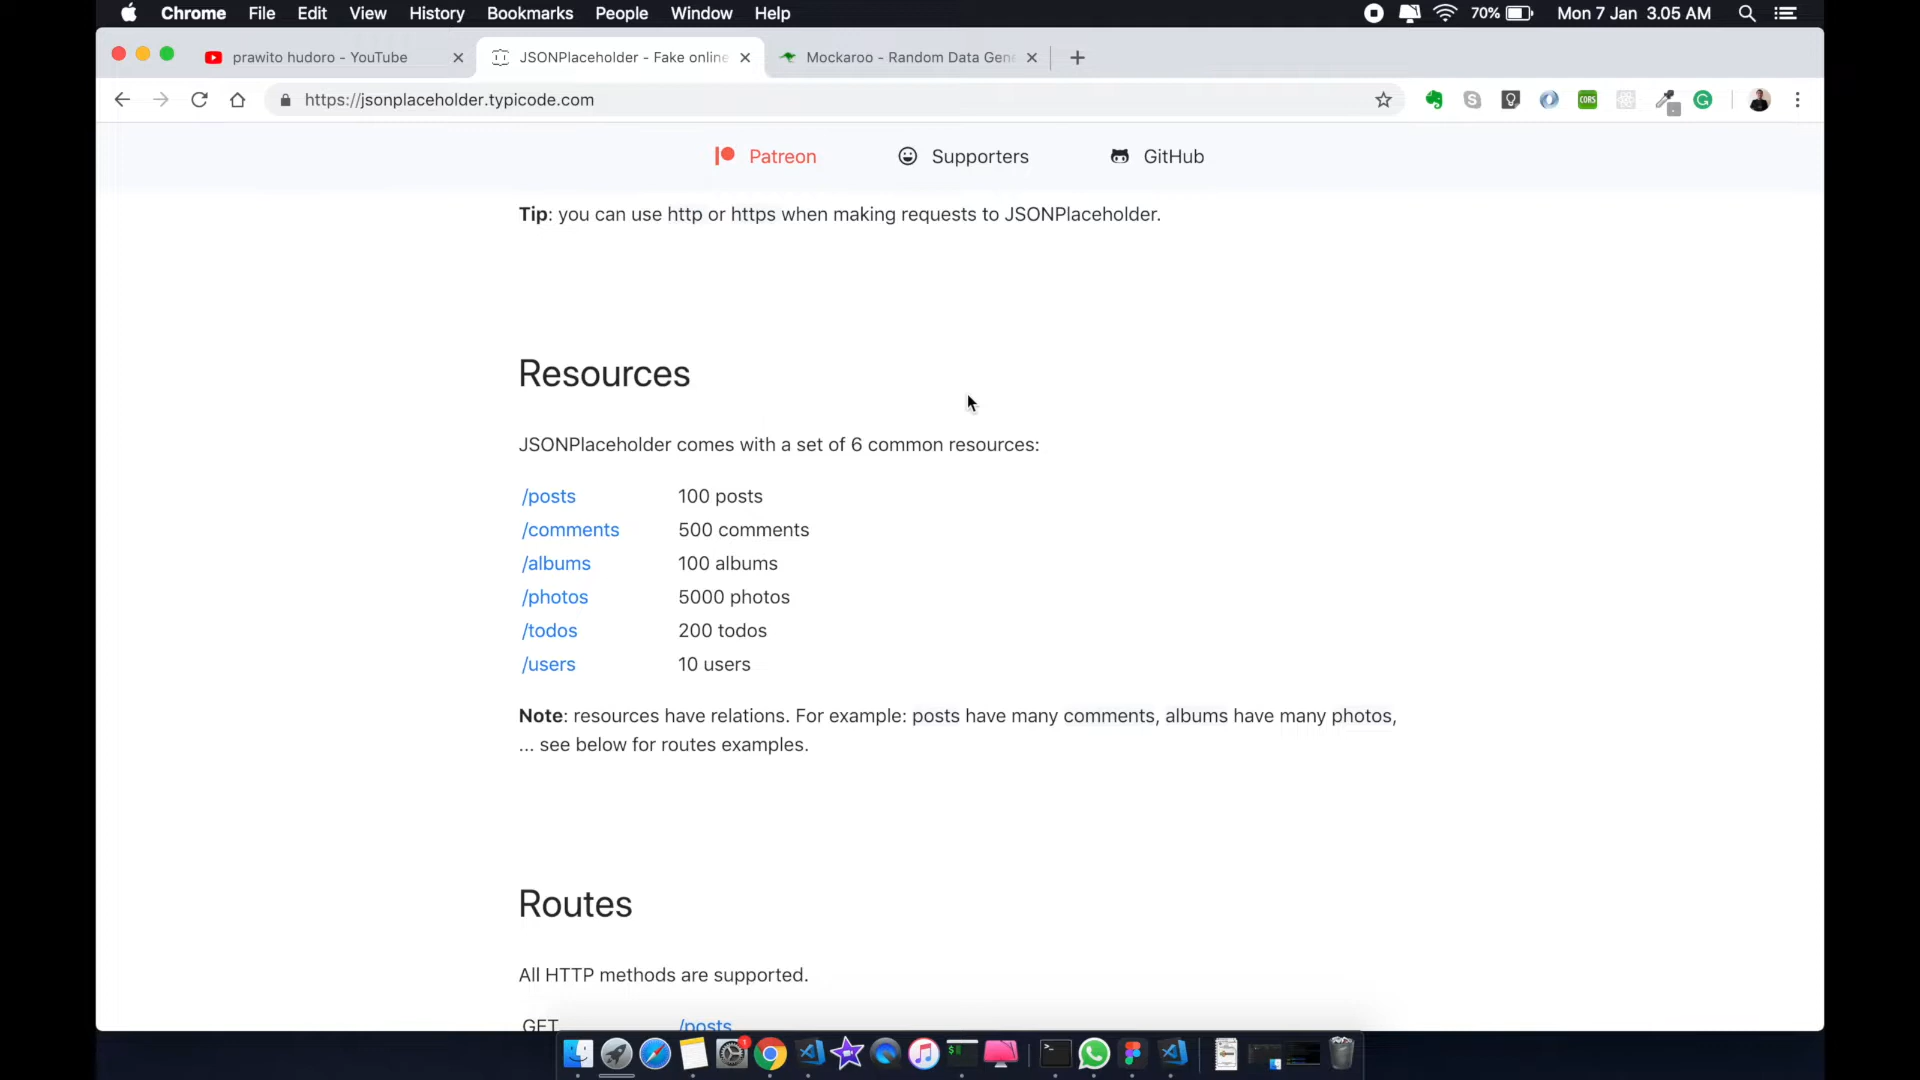 Chrome File Edit View History Bookmarks People Window Help 70% Mon 7 Jan 3.05 AM
prawito hudoro - YouTube JSONPlaceholder - Fake online Mockaroo - Random Data Gene
https://jsonplaceholder.typicode.com CORS
Patreon Supporters GitHub
Tip: you can use http or https when making requests to JSONPlaceholder.
Resources
JSONPlaceholder comes with a set of 6 common resources:
/posts 100 posts
/comments 500 comments
/albums 100 albums
/photos 5000 photos
/todos 200 todos
/users 10 users
Note: resources have relations. For example: posts have many comments, albums have many photos,
... see below for routes examples.
Routes
All HTTP methods are supported.
GET /posts
1